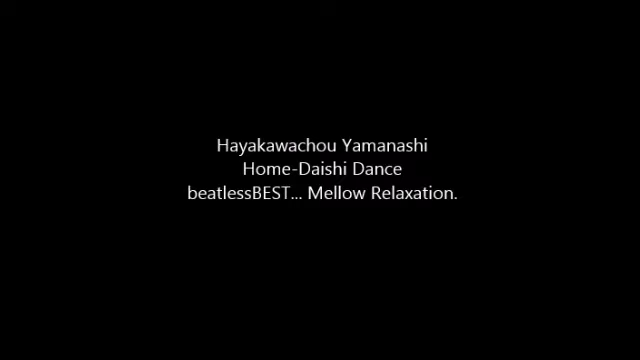 Hayakawachou Yamanashi
Home-Daishi Dance
beatlessBEST... Mellow Relaxation.